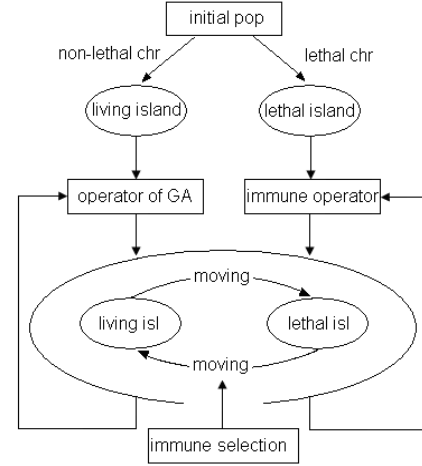 initial pop
non-lethal chr
lethal chr
living island
lethal island
operator of GA
immune operator
moving
living isl
lethal isl
moving
immune selection